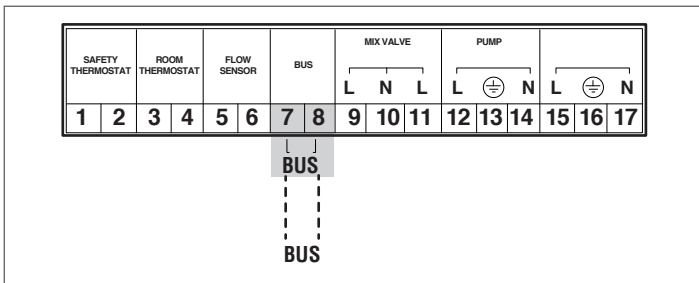 SAFETY THERMOSTAT ROOM THERMOSTAT FLOW SENSOR BUS MIX VALVE PUMP
L N L L N L N
1 2 3 4 5 6 7 8 9 10 11 12 13 14 15 16 17
BUS
BUS